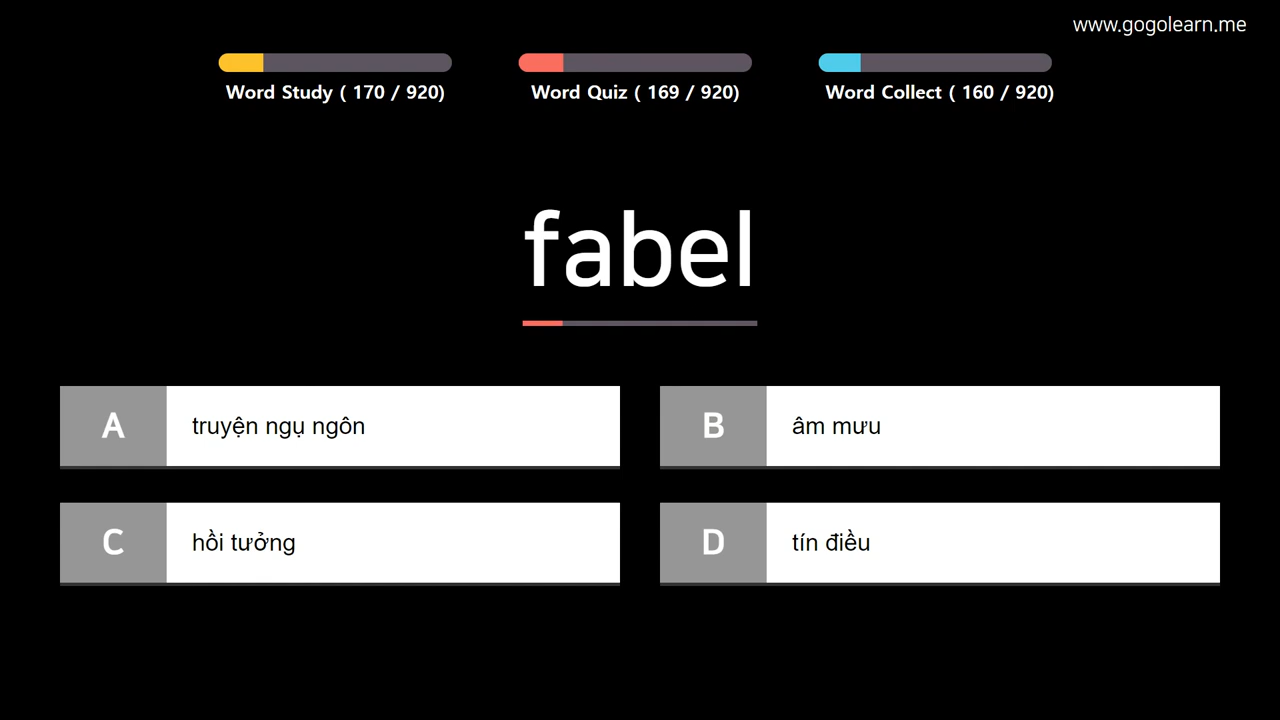 www.gogolearn.me
Word Study ( 170 / 920)
Word Quiz ( 169 / 920)
Word Collect ( 160 / 920)
fabel
A truyện ngụ ngôn
B âm mưu
C hồi tưởng
D tín điều